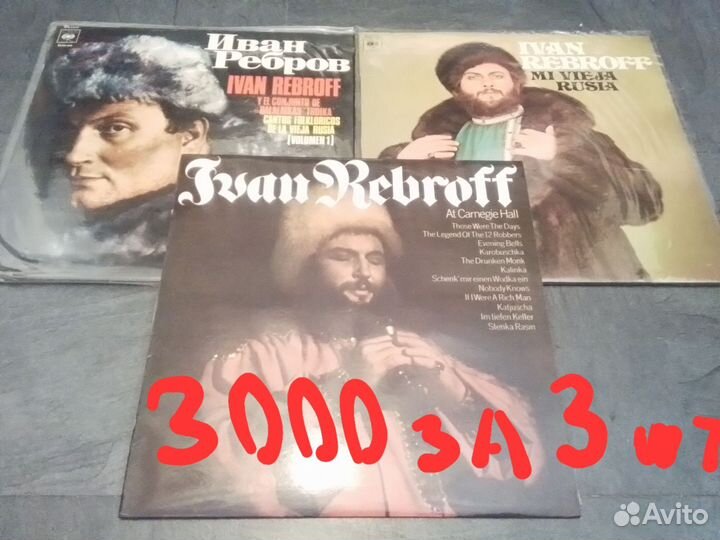 CBS
Иван
Ребров
IVAN REBROFF
Y EL CONJUNTO DE
BALALAIKAS "TROIKA"
CANTOS FOLKLORICOS
DE LA VIEJA RUSIA
(VOLUMEN 1)
IVAN
REBROFF
MI VIEJA
RUSIA
Ivan Rebroff
At Carnegie Hall
Those Were The Days
The Legend Of The 12 Robbers
Evening Bells
Karobuschka
The Drunken Monk
Kalinka
Schenk' mir einen Wodka ein
Nobody Knows
If I Were A Rich Man
Katjuscha
Im tiefen Keller
Stenka Rasin
3000 зА 3 шт
Avito